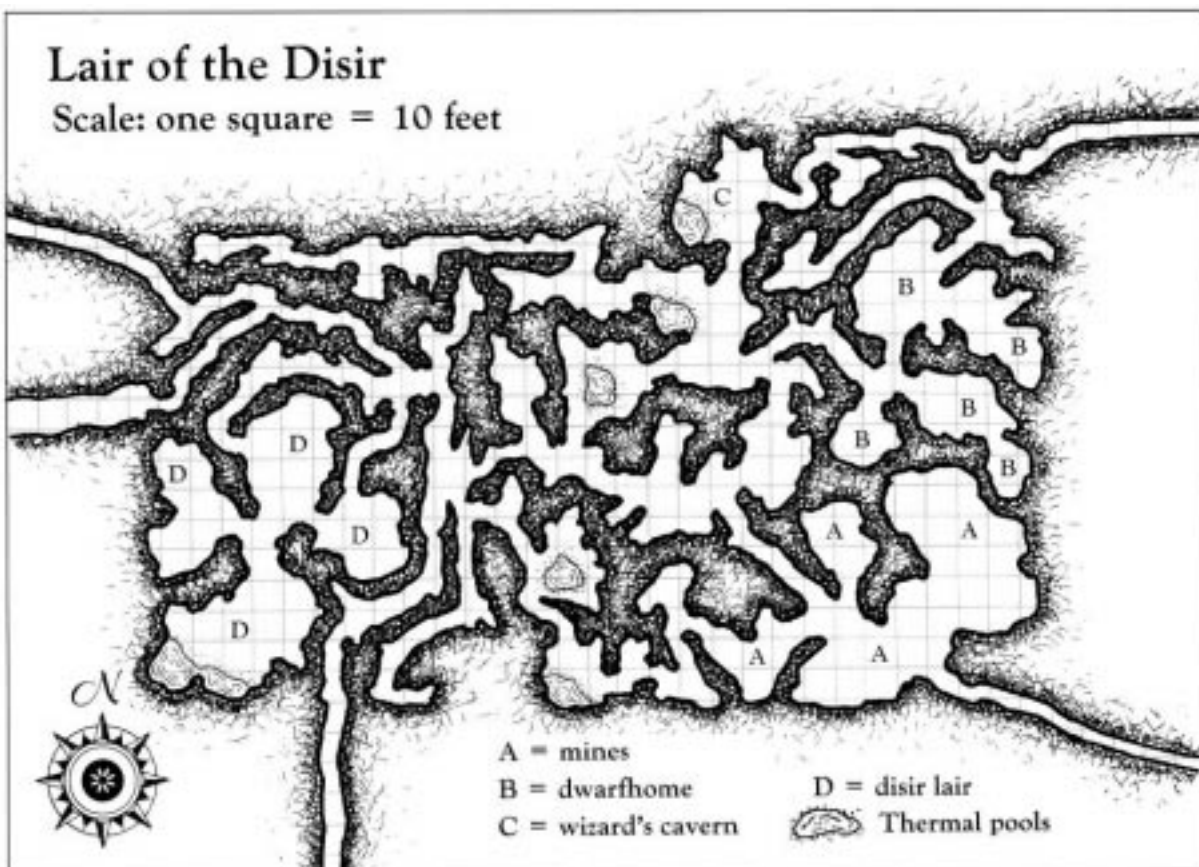 Lair of the Disir
Scale: one square = 10 feet
C
B
B
D
B
D
B
B
D
A
A
D
A
A
N
A = mines
B = dwarfhome
D = disir lair
C = wizard's cavern
Thermal pools